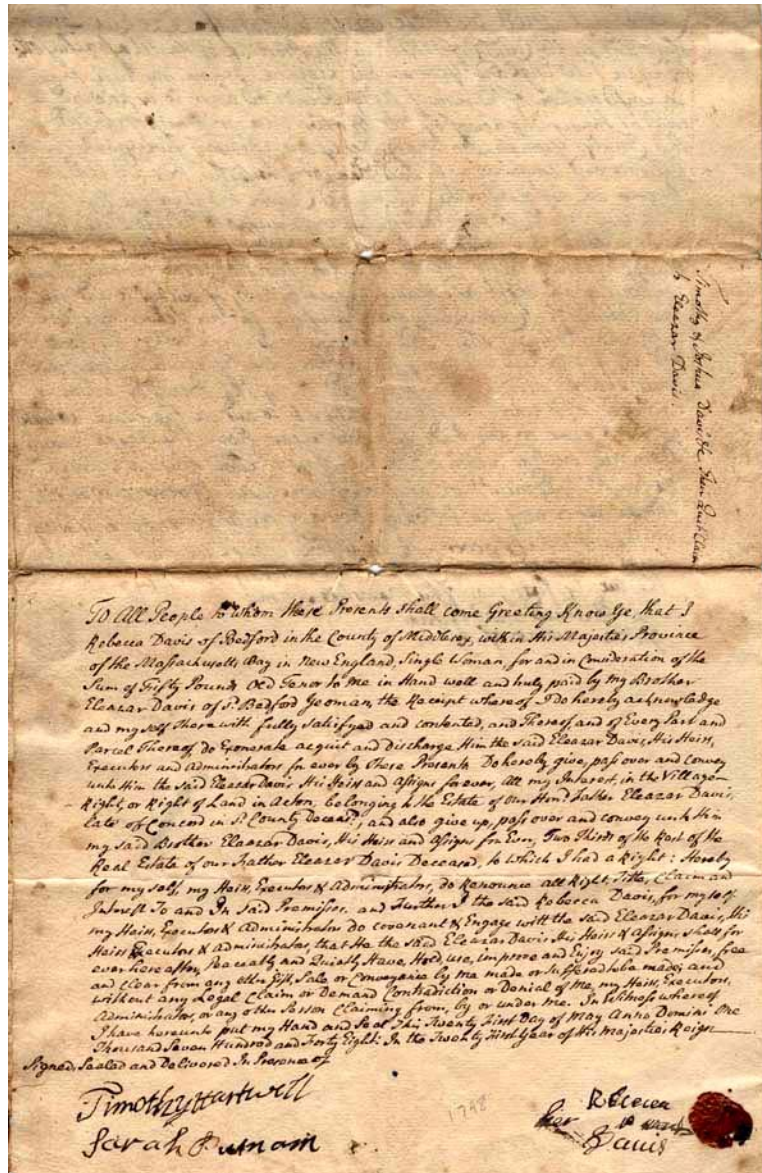 Timothy & Joshua Davis &c Their Quit Claim
to Eleazar Davis.
To All People to whom these Presents shall come Greeting Know Ye, that I
Rebecca Davis of Bedford in the County of Middlesex, within His Majesties Province
of the Massachusetts Bay in New England, Single Woman, for and in Consideration of the
Sum of Fifty Pounds Old Tenor to me in Hand well and truly paid by my Brother
Eleazar Davis of sd. Bedford Yeoman, the Receipt whereof I do hereby acknowledge
and my self Therewith fully satisfyed and contented, and Thereof, and of Every Part and
Parcel Thereof do Exonerate acquit and Discharge Him the said Eleazar Davis, His Heirs,
Executors and Administrators for ever by These Presents Do hereby give, pass over and convey
unto Him the said Eleazar Davis His Heirs and Assigns forever, All my Interest, in the Village-
Right, or Right of Land in Acton, belonging to the Estate of our Hond. Father Eleazar Davis,
Late of Concord in sd. County Deceasd., and also give up, pass over and convey unto Him
my said Brother Eleazar Davis, His Heirs and Assigns for Ever, Two Thirds of the Rest of the
Real Estate of our Father Eleazar Davis Deceased, to which I had a Right: Hereby
for my self, my Heirs, Executors & Administrators, do Renounce all Right, Title, Claim and
Interest To and In said Premisses. and Further I the said Rebecca Davis, for my self
my Heirs, Executors & Administrators do covenant & Engage with the said Eleazar Davis, His
Heirs Executors & Administrators, that He the said Eleazar Davis His Heirs & Assigns shall for
ever hereafter, Peaceably and Quietly Have, Hold, use, improve and Enjoy said Premisses, free
and clear from any other Gift, Sale or Conveyance by me made or Suffered to be made; and
without any Legal Claim or Demand Contradiction or Denial of me, my Heirs, Executors,
Administrators, or any other Person Claiming from, by or under me. In Witness whereof
I have hereunto put my Hand and Seal This Twenty First Day of May Anno Domini One
Thousand Seven Hundred and Forty Eight: In the Twenty First Year of His Majesties Reign
Signed, Sealed and Delivered In Presence of
Timothy Hartwell
Sarah Putnam
1748
Rebecca
her mark
Davis